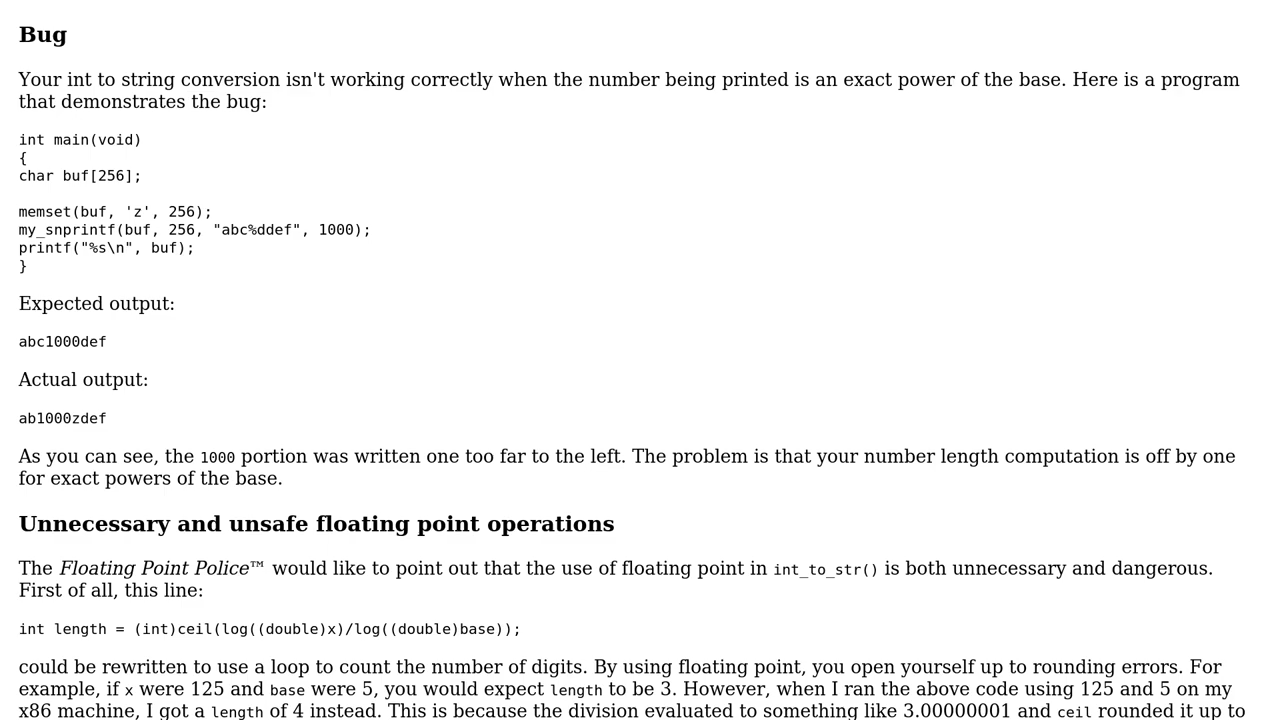 Bug
Your int to string conversion isn't working correctly when the number being printed is an exact power of the base. Here is a program
that demonstrates the bug:
int main(void)
{
char buf[256];
memset(buf, 'z', 256);
my_snprintf(buf, 256, "abc%ddef", 1000);
printf("%s\n", buf);
}
Expected output:
abc1000def
Actual output:
ab1000zdef
As you can see, the 1000 portion was written one too far to the left. The problem is that your number length computation is off by one
for exact powers of the base.
Unnecessary and unsafe floating point operations
The Floating Point Police™ would like to point out that the use of floating point in int_to_str() is both unnecessary and dangerous.
First of all, this line:
int length = (int)ceil(log((double)x)/log((double)base));
could be rewritten to use a loop to count the number of digits. By using floating point, you open yourself up to rounding errors. For
example, if x were 125 and base were 5, you would expect length to be 3. However, when I ran the above code using 125 and 5 on my
x86 machine, I got a length of 4 instead. This is because the division evaluated to something like 3.00000001 and ceil rounded it up to